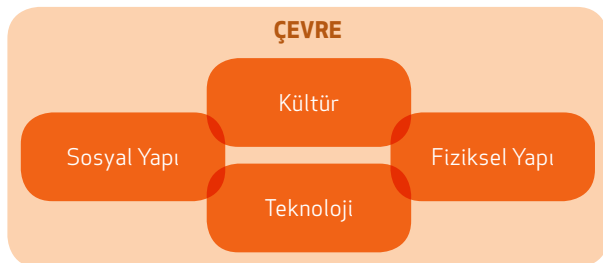 ÇEVRE
Kültür
Sosyal Yapı
Fiziksel Yapı
Teknoloji